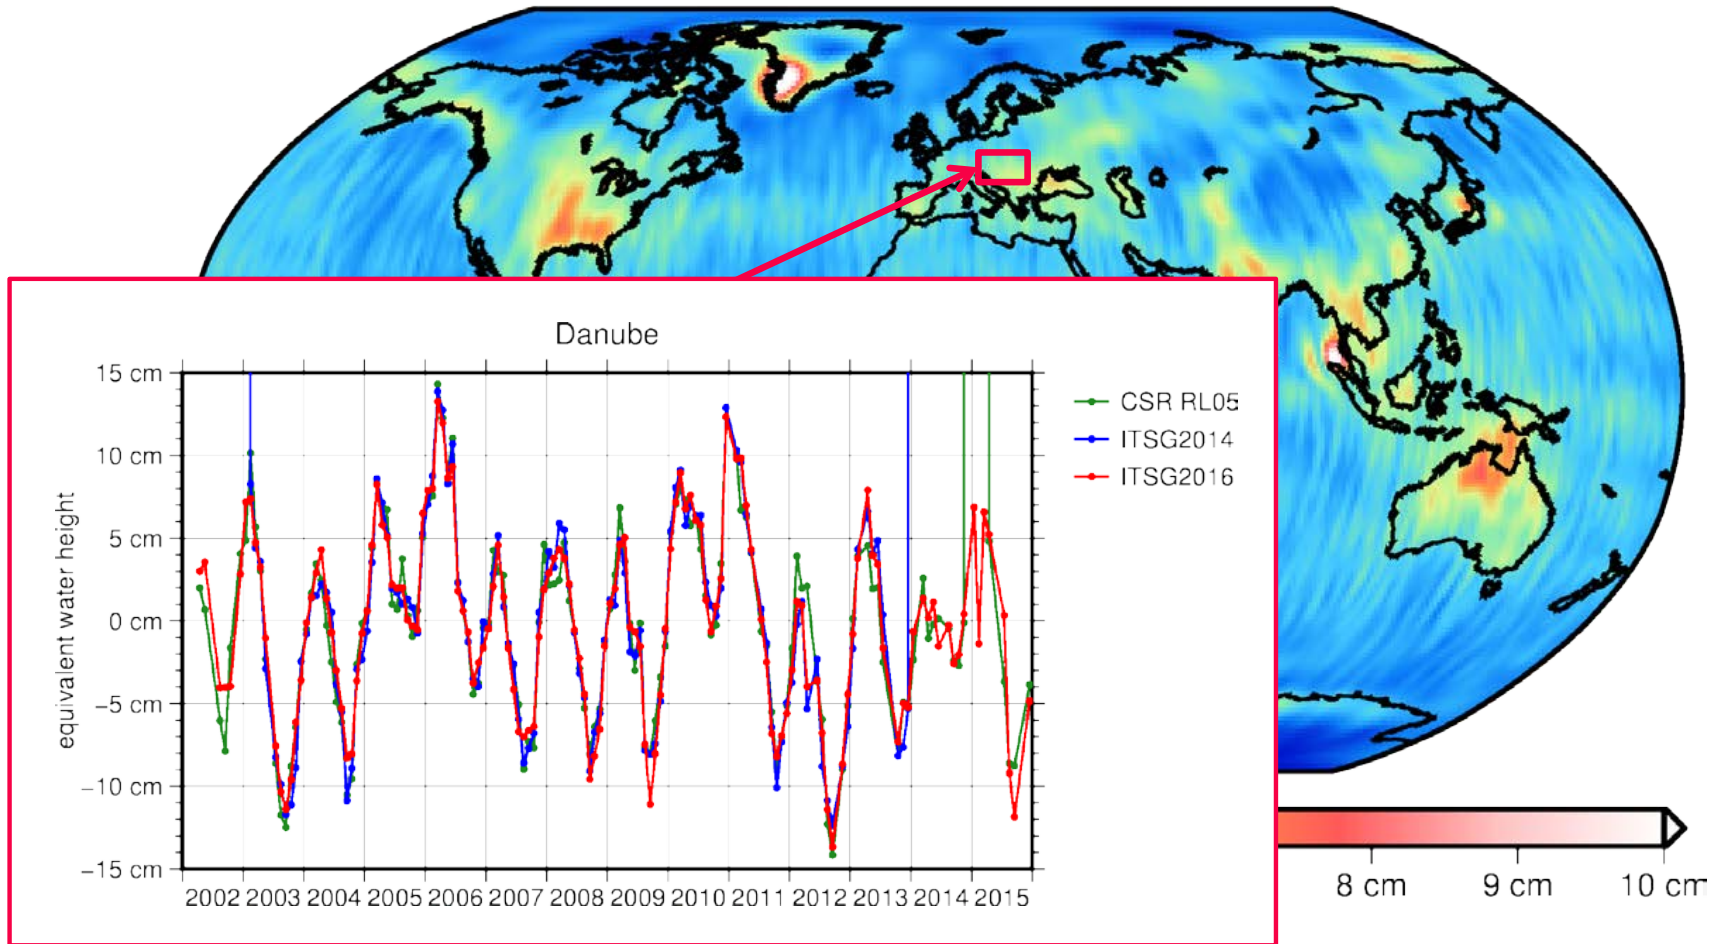 Danube
15 cm
10 cm
5 cm
0 cm
−5 cm
−10 cm
−15 cm
equivalent water height
2002 2003 2004 2005 2006 2007 2008 2009 2010 2011 2012 2013 2014 2015
CSR RL05
ITSG2014
ITSG2016
8 cm 9 cm 10 cm